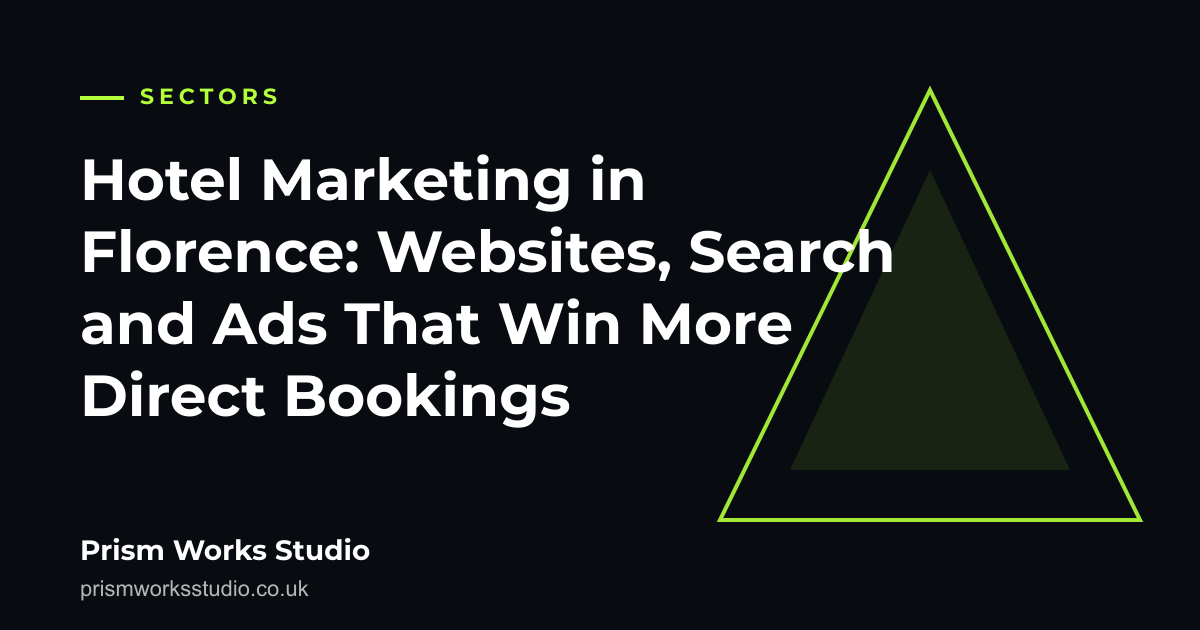 SECTORS
Hotel Marketing in
Florence: Websites, Search
and Ads That Win More
Direct Bookings
Prism Works Studio
prismworksstudio.co.uk